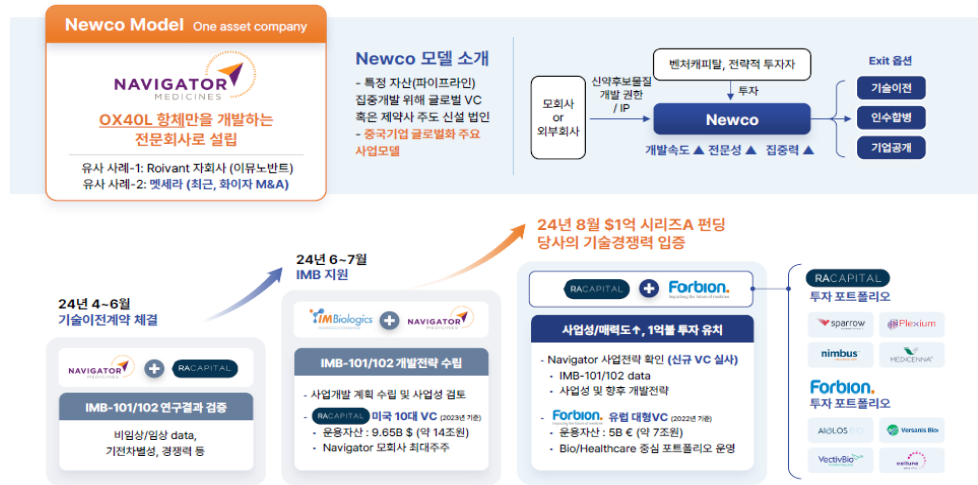 Newco Model One asset company
NAVIGATOR
MEDICINES
OX40L 항체만을 개발하는
전문회사로 설립
유사 사례-1: Roivant 자회사 (이뮤노반트)
유사 사례-2: 멧세라 (최근, 화이자 M&A)
Newco 모델 소개
- 특정 자산(파이프라인)
집중개발 위해 글로벌 VC
혹은 제약사 주도 신설 법인
- 중국기업 글로벌화 주요
사업모델
모회사
or
외부회사
신약후보물질
개발 권한
/ IP
벤처캐피탈, 전략적 투자자
투자
Newco
개발속도 ▲ 전문성 ▲ 집중력 ▲
Exit 옵션
기술이전
인수합병
기업공개
24년 4~6월
기술이전계약 체결
NAVIGATOR
MEDICINES
RACAPITAL
IMB-101/102 연구결과 검증
비임상/임상 data,
기전차별성, 경쟁력 등
24년 6~7월
IMB 지원
IMBiologics
NAVIGATOR
MEDICINES
IMB-101/102 개발전략 수립
- 사업개발 계획 수립 및 사업성 검토
- RACAPITAL 미국 10대 VC (2023년 기준)
• 운용자산 : 9.65B $ (약 14조원)
• Navigator 모회사 최대주주
24년 8월 $1억 시리즈A 펀딩
당사의 기술경쟁력 입증
RACAPITAL
Forbion.
Impacting the future of medicine
사업성/매력도↑, 1억불 투자 유치
- Navigator 사업전략 확인 (신규 VC 실사)
• IMB-101/102 data
• 사업성 및 향후 개발전략
- Forbion. 유럽 대형VC (2022년 기준)
• 운용자산 : 5B € (약 7조원)
• Bio/Healthcare 중심 포트폴리오 운영
RACAPITAL
투자 포트폴리오
sparrow
Plexium
nimbus
MEDICENNA
Forbion.
투자 포트폴리오
AIOLOS BIO
Versanis Bio
VectivBio